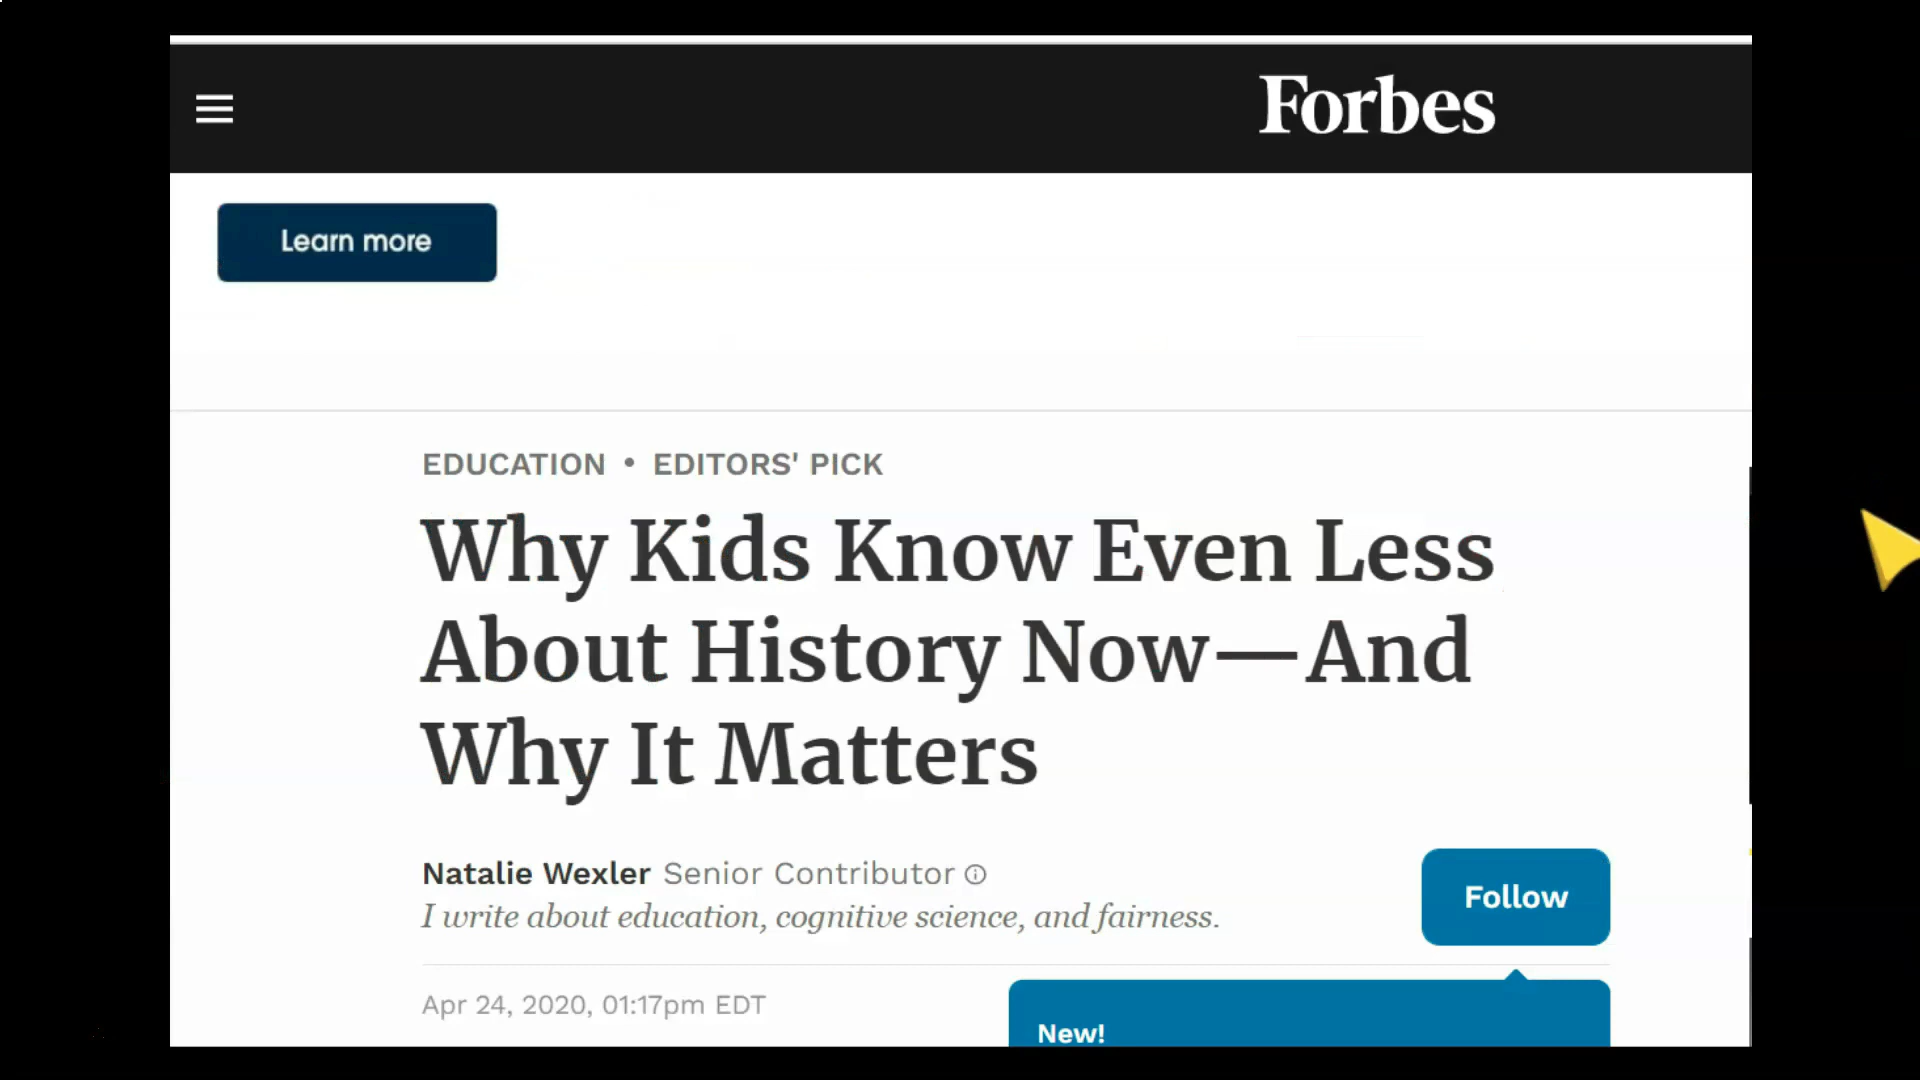 Forbes
Learn more
EDUCATION • EDITORS' PICK
Why Kids Know Even Less
About History Now—And
Why It Matters
Natalie Wexler Senior Contributor
I write about education, cognitive science, and fairness.
Follow
Apr 24, 2020, 01:17pm EDT
New!